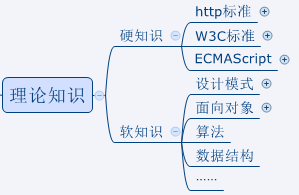 理论知识
硬知识
http标准
W3C标准
ECMAScript
软知识
设计模式
面向对象
算法
数据结构
……